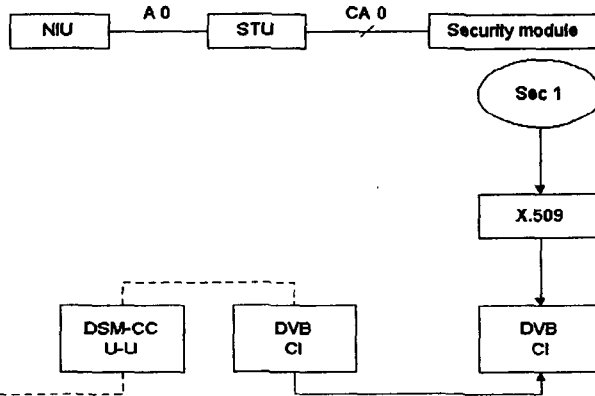 A 0
CA 0
NIU
STU
Security module
Sec 1
X.509
DSM-CC
U-U
DVB
CI
DVB
CI